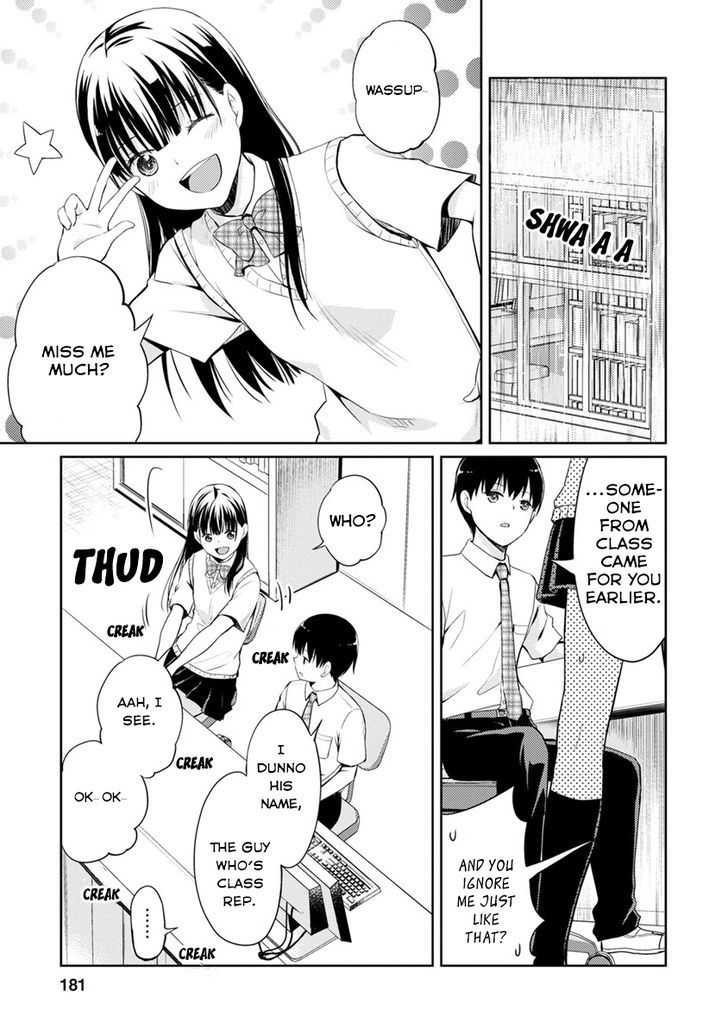 SHWA A A
WASSUP...
MISS ME
MUCH?
...SOME-
ONE
FROM
CLASS
CAME
FOR YOU
EARLIER.
AND YOU
IGNORE
ME JUST
LIKE
THAT?
WHO?
THUD
CREAK
CREAK
I
DUNNO
HIS
NAME,
THE GUY
WHO'S
CLASS
REP.
AAH, I
SEE.
OK... OK...
CREAK
CREAK
......
CREAK
181